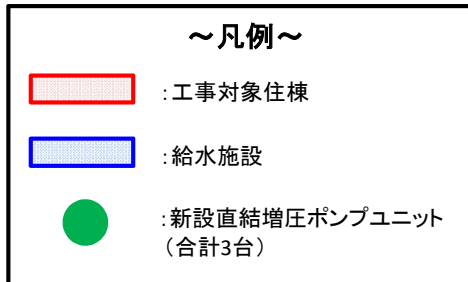 ～凡例～
：工事対象住棟
：給水施設
：新設直結増圧ポンプユニット
（合計3台）